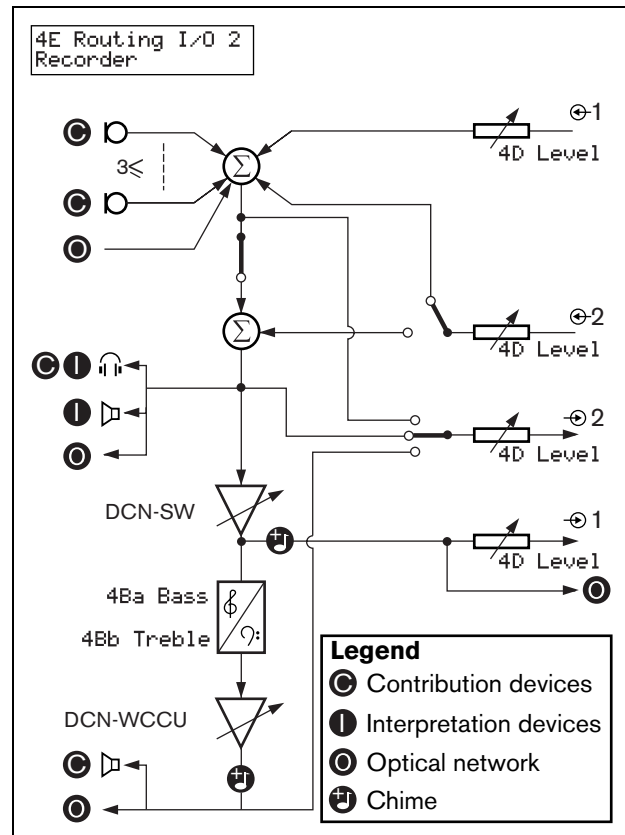 4E Routing I/O 2
Recorder
C
1
4D Level
3≤
Σ
C
O
2
4D Level
Σ
C I
I
O
2
4D Level
DCN-SW
1
4D Level
O
4Ba Bass
4Bb Treble
DCN-WCCU
C
O
Legend
C Contribution devices
I Interpretation devices
O Optical network
Chime